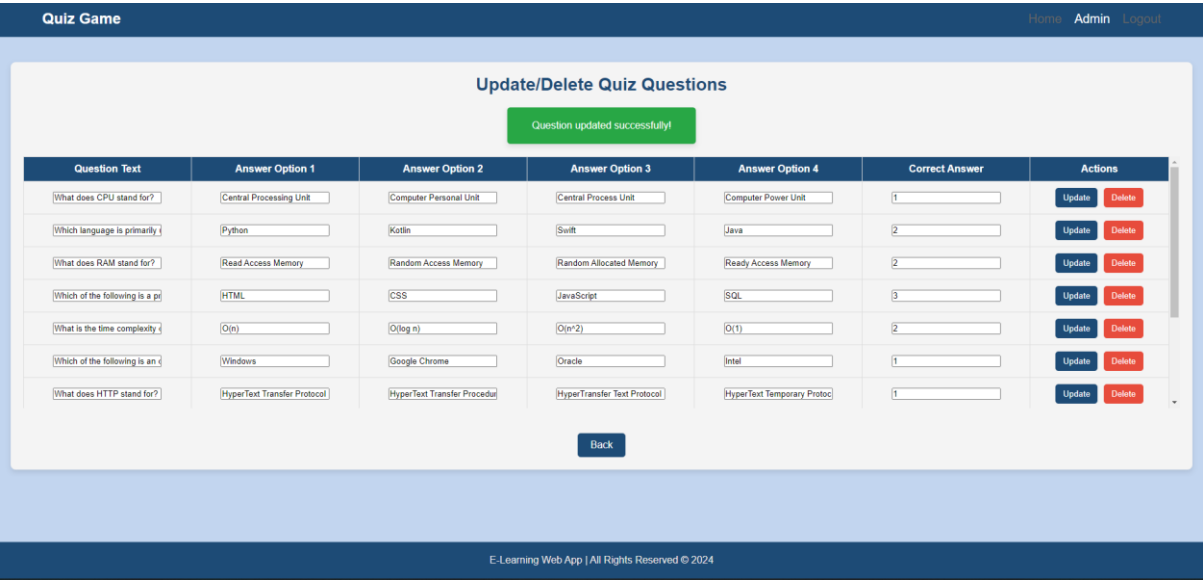 Quiz Game Home Admin Logout
Update/Delete Quiz Questions
Question updated successfully!
Question Text Answer Option 1 Answer Option 2 Answer Option 3 Answer Option 4 Correct Answer Actions
What does CPU stand for? Central Processing Unit Computer Personal Unit Central Process Unit Computer Power Unit 1 Update Delete
Which language is primarily Python Kotlin Swift Java 2 Update Delete
What does RAM stand for? Read Access Memory Random Access Memory Random Allocated Memory Ready Access Memory 2 Update Delete
Which of the following is a HTML CSS JavaScript SQL 3 Update Delete
What is the time complexity O(n) O(log n) O(n^2) O(1) 2 Update Delete
Which of the following is an Windows Google Chrome Oracle Intel 1 Update Delete
What does HTTP stand for? HyperText Transfer Protocol HyperText Transfer Procedur HyperTransfer Text Protocol HyperText Temporary Protoc 1 Update Delete
Back
E-Learning Web App | All Rights Reserved © 2024